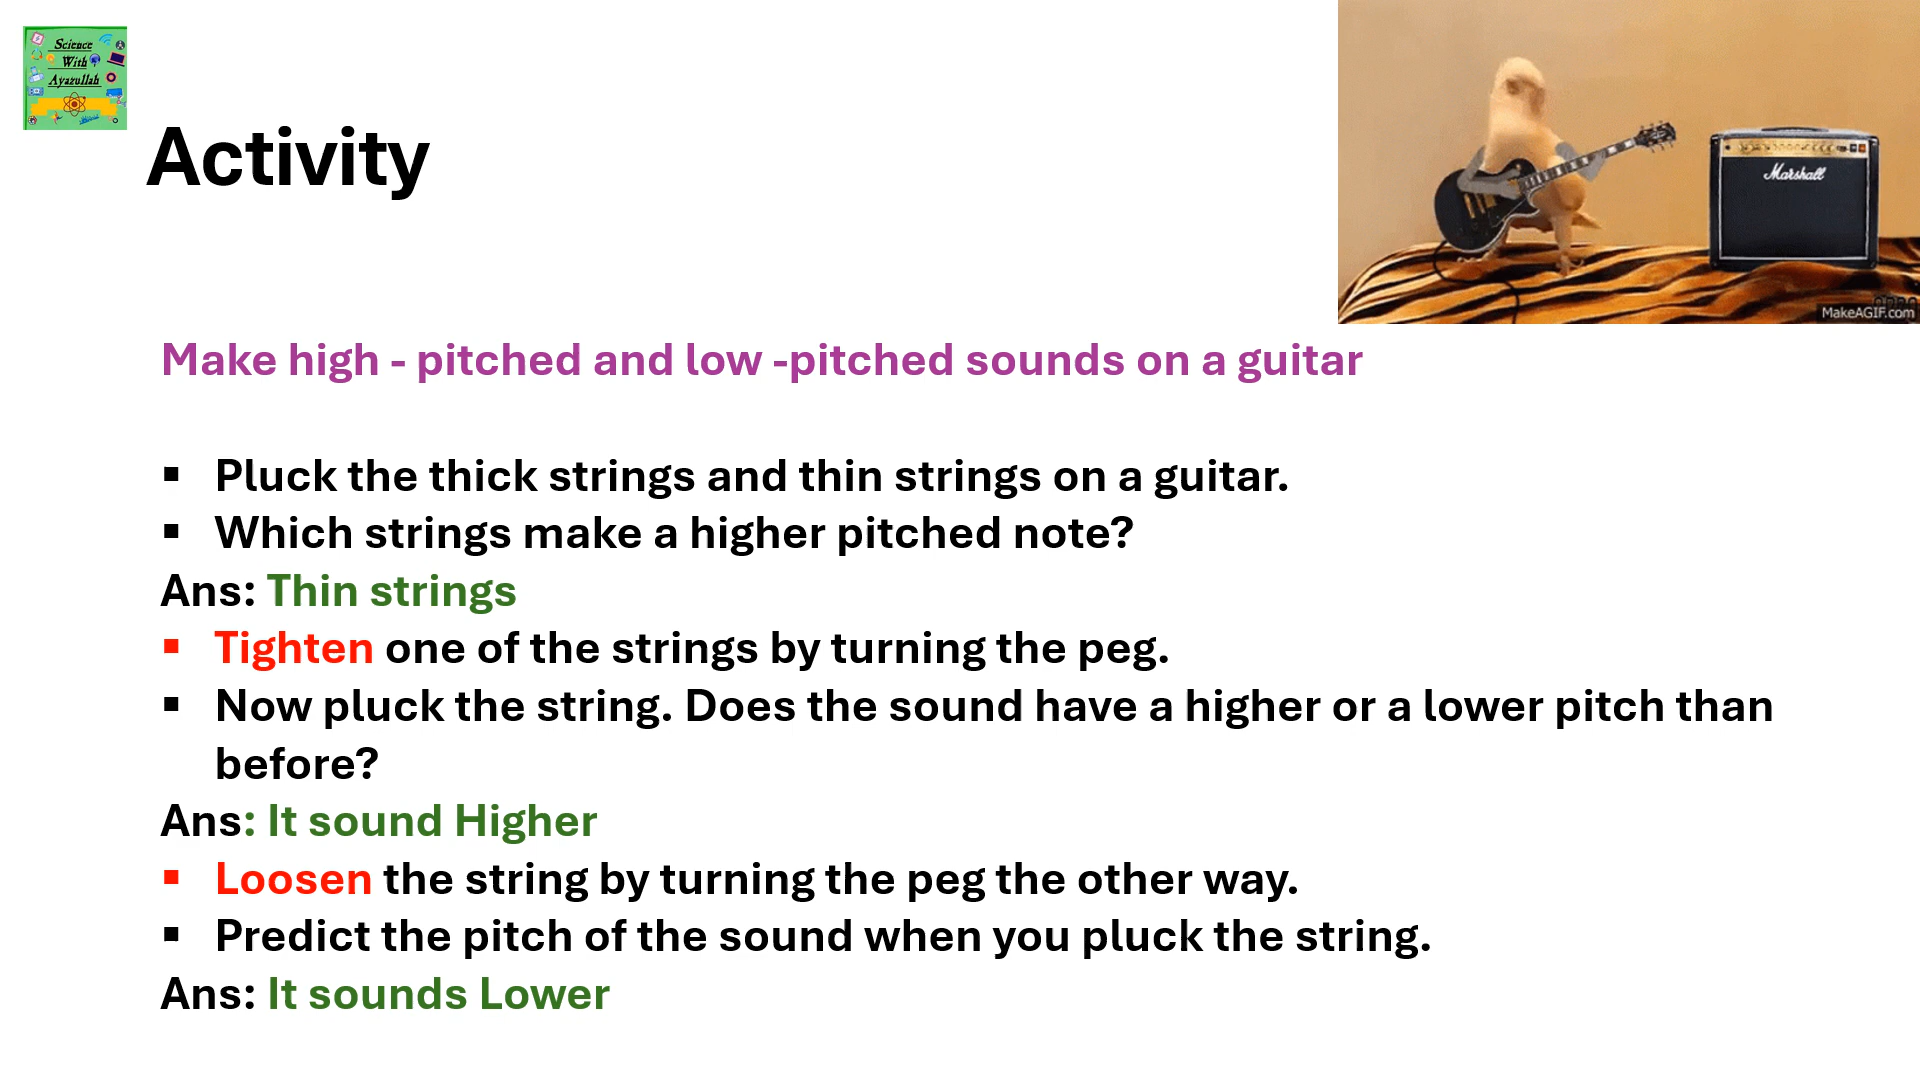 Science
With
Ayazullah
Activity
Marshall
MakeAGIF.com
Make high - pitched and low -pitched sounds on a guitar
▪ Pluck the thick strings and thin strings on a guitar.
▪ Which strings make a higher pitched note?
Ans: Thin strings
▪ Tighten one of the strings by turning the peg.
▪ Now pluck the string. Does the sound have a higher or a lower pitch than
before?
Ans: It sound Higher
▪ Loosen the string by turning the peg the other way.
▪ Predict the pitch of the sound when you pluck the string.
Ans: It sounds Lower